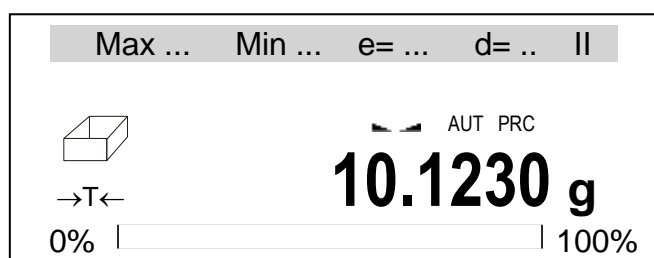 Max ... Min ... e= ... d= .. II
AUT PRC
→T← 10.1230 g
0% 100%